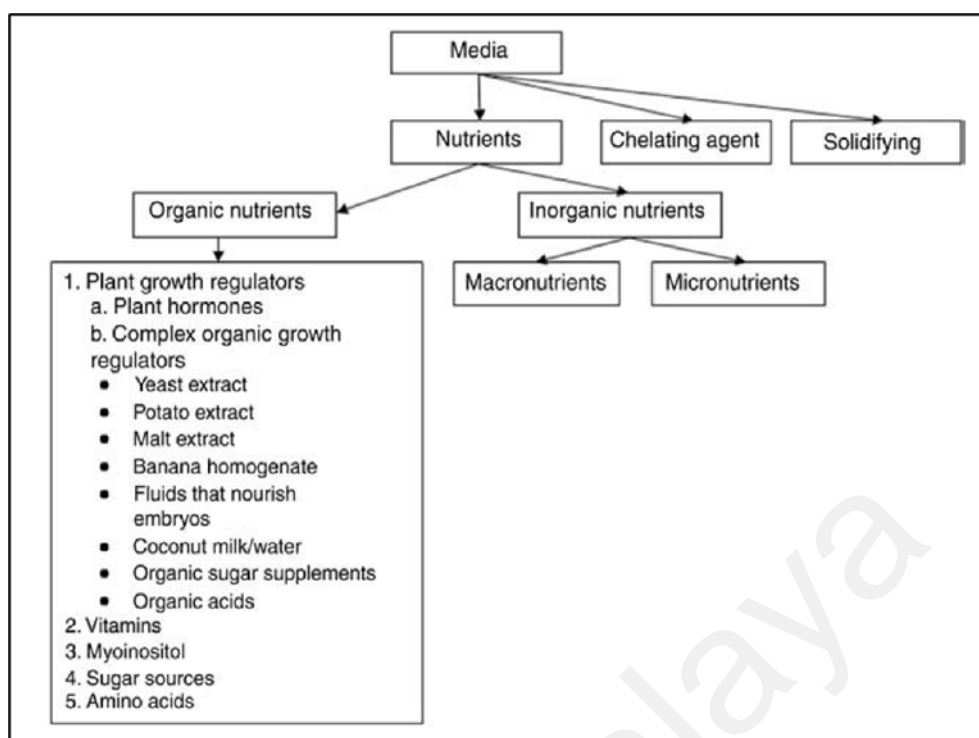 Media
Nutrients
Chelating agent
Solidifying
Organic nutrients
Inorganic nutrients
1. Plant growth regulators
a. Plant hormones
b. Complex organic growth
regulators
• Yeast extract
• Potato extract
• Malt extract
• Banana homogenate
• Fluids that nourish
embryos
• Coconut milk/water
• Organic sugar supplements
• Organic acids
2. Vitamins
3. Myoinositol
4. Sugar sources
5. Amino acids
Macronutrients
Micronutrients
laya